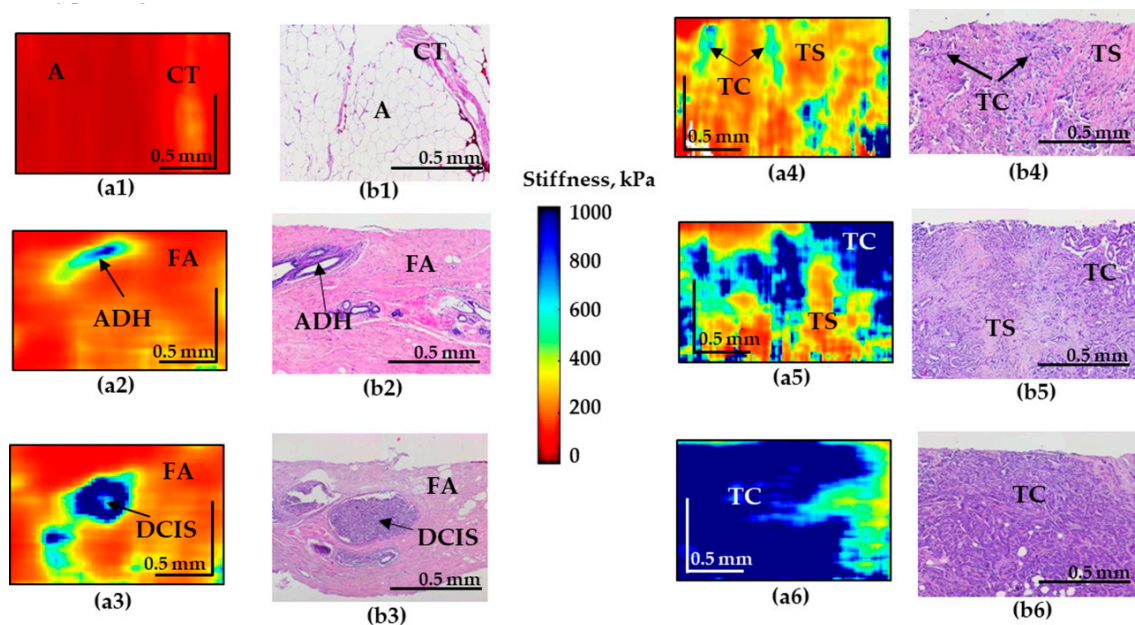 A
CT
0.5 mm
(a1)
CT
A
0.5 mm
(b1)
FA
ADH
0.5 mm
(a2)
FA
ADH
0.5 mm
(b2)
FA
DCIS
0.5 mm
(a3)
FA
DCIS
0.5 mm
(b3)
Stiffness, kPa
1000
800
600
400
200
0
TS
TC
0.5 mm
(a4)
TS
TC
0.5 mm
(b4)
TC
TS
0.5 mm
(a5)
TC
TS
0.5 mm
(b5)
TC
0.5 mm
(a6)
TC
0.5 mm
(b6)